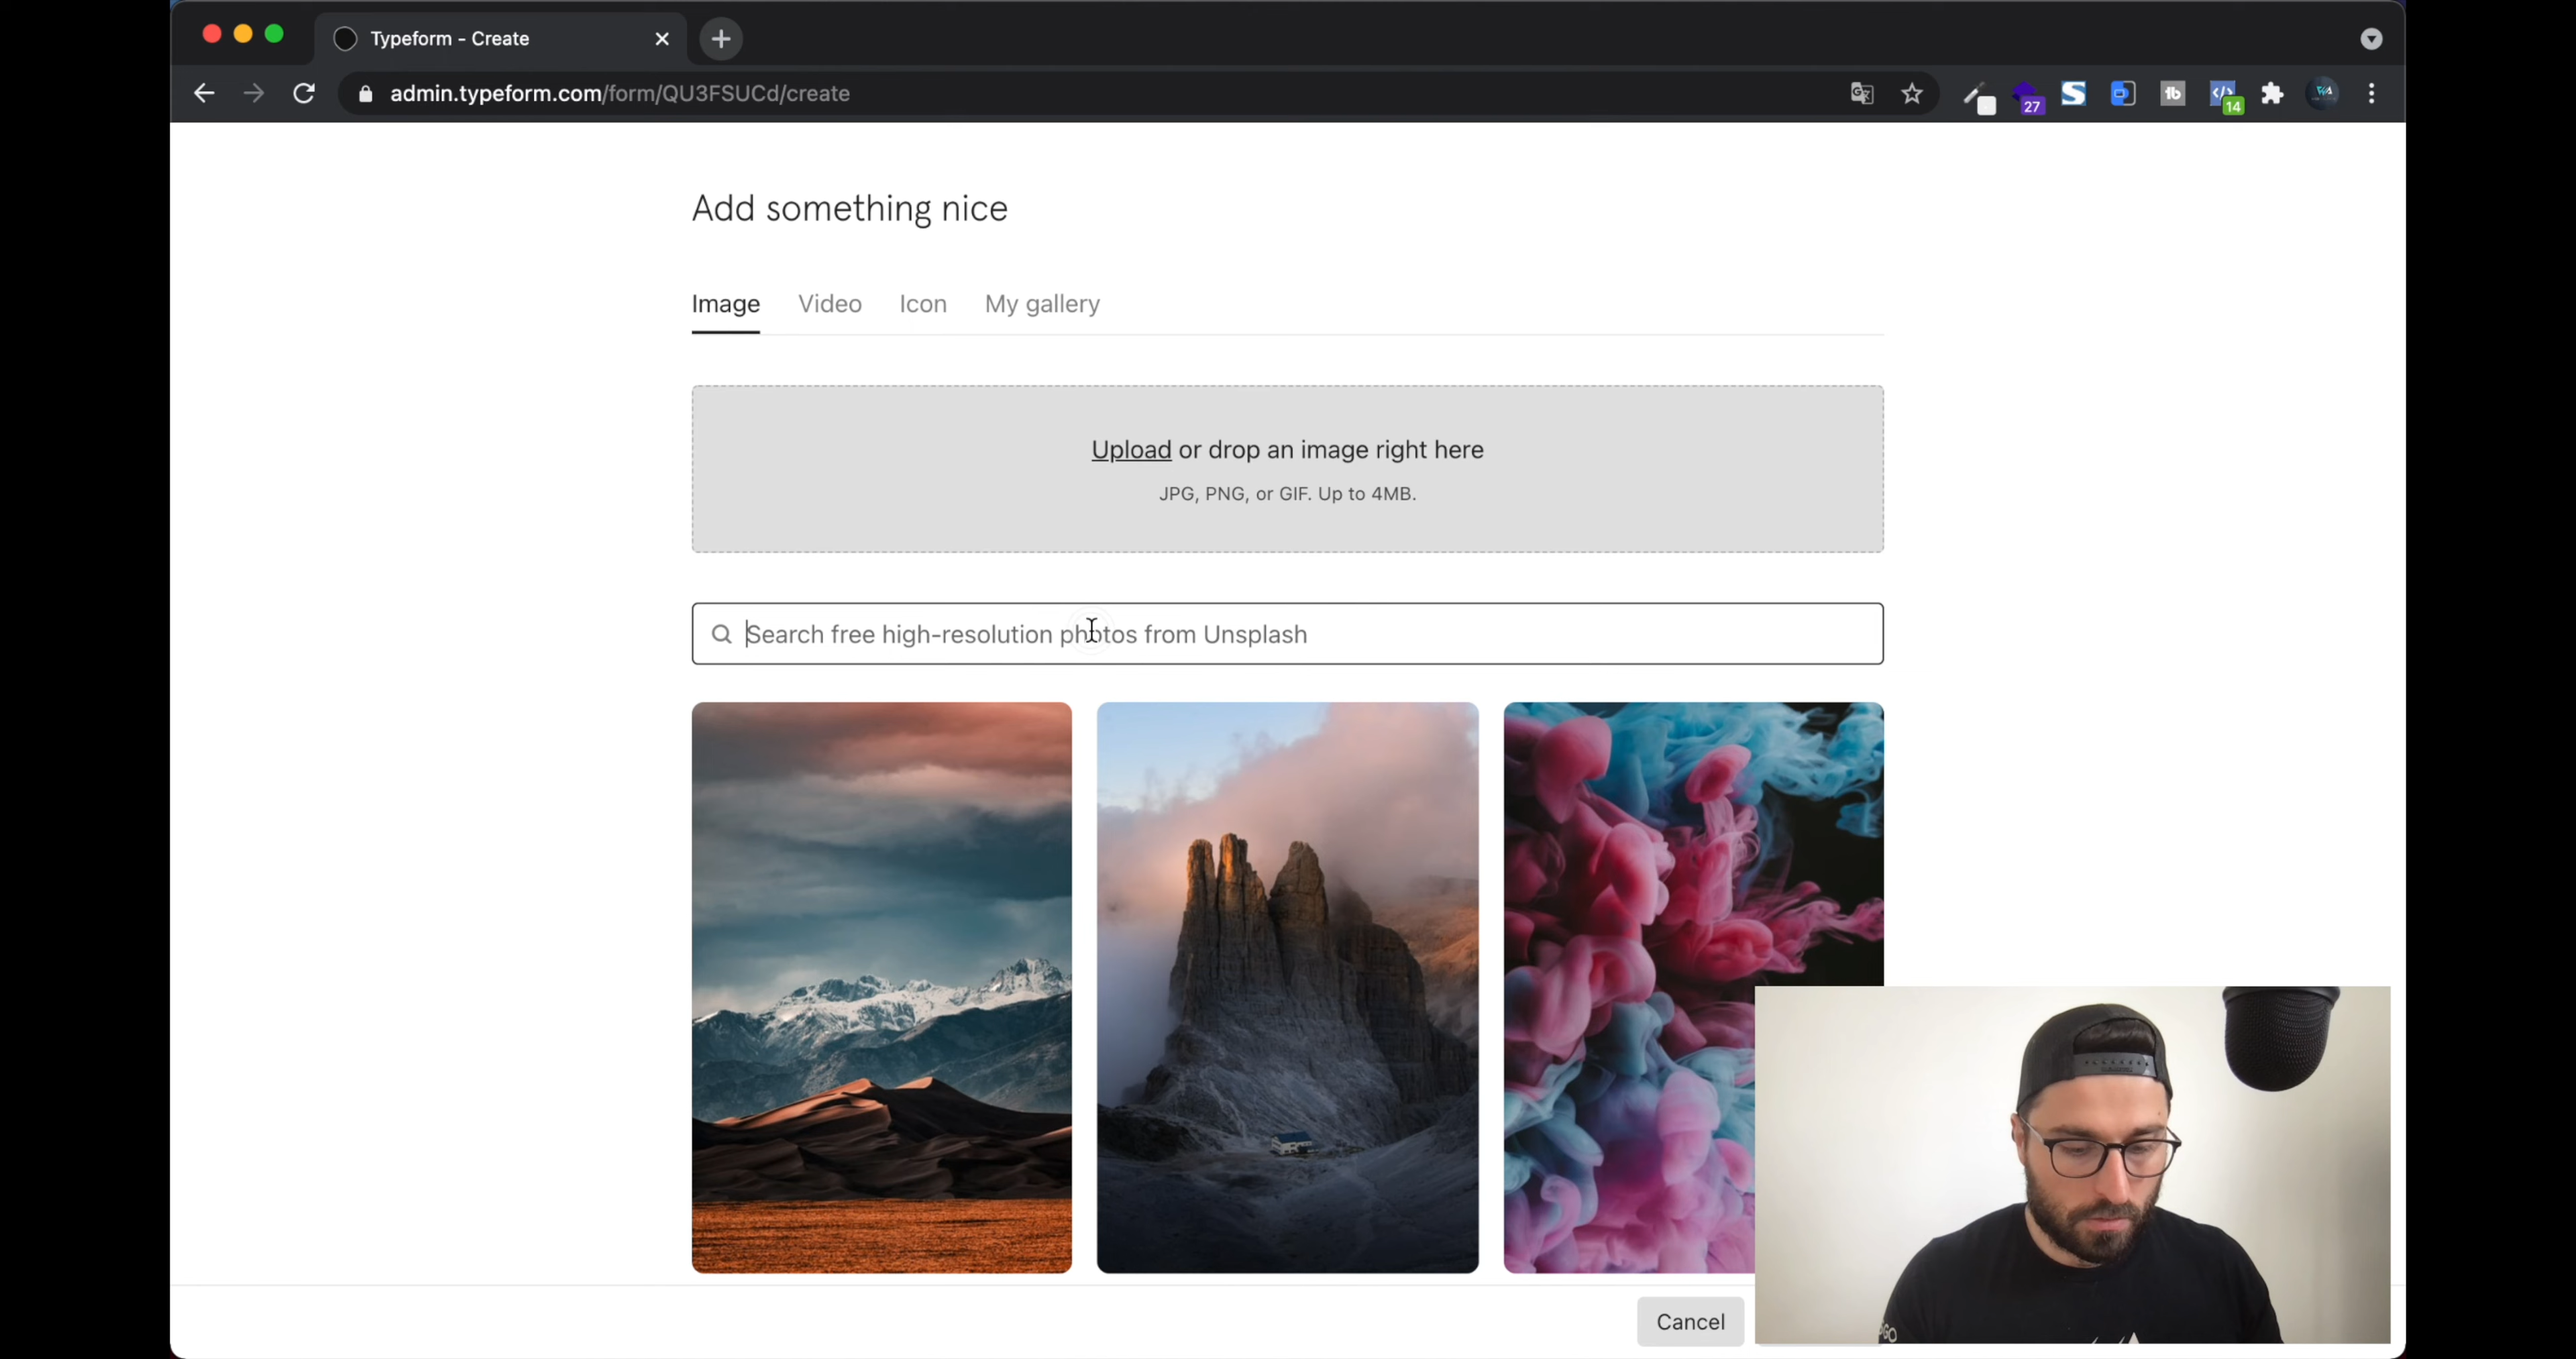 Typeform - Create
admin.typeform.com/form/QU3FSUCd/create
27
14
Add something nice
Image Video Icon My gallery
Upload or drop an image right here
JPG, PNG, or GIF. Up to 4MB.
Search free high-resolution photos from Unsplash
Cancel